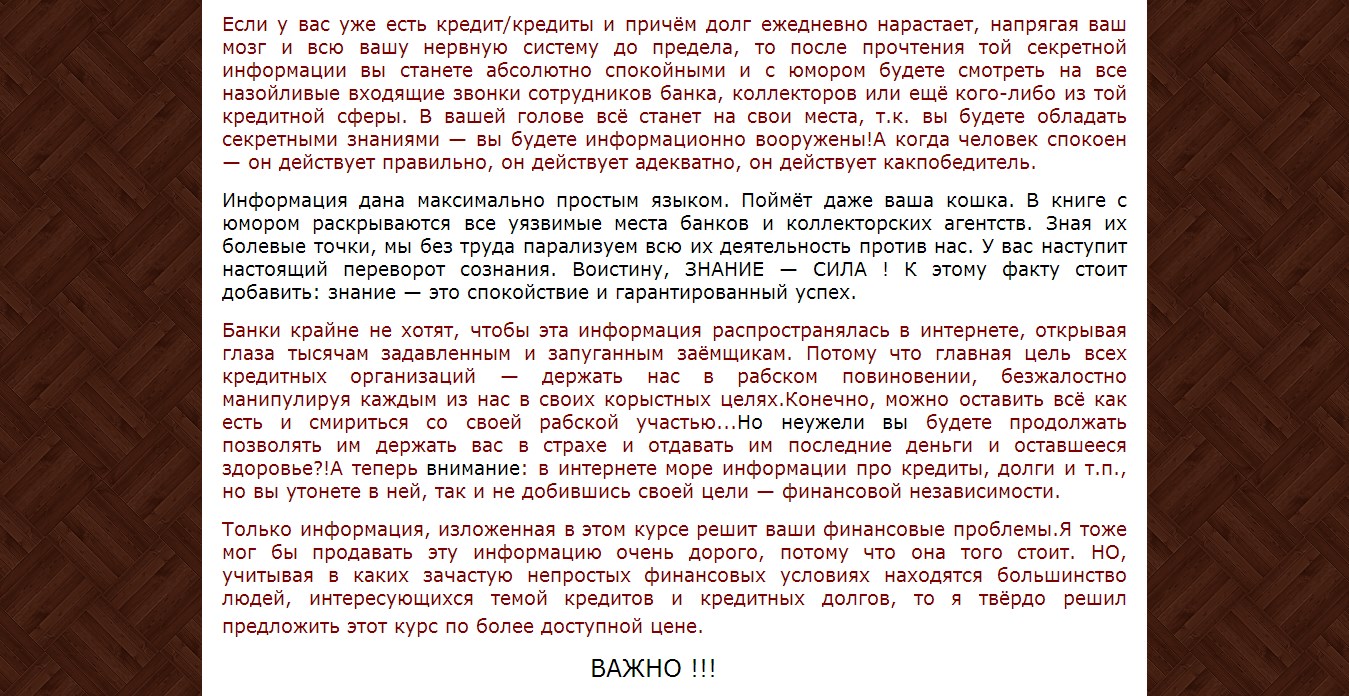 Если у вас уже есть кредит/кредиты и причём долг ежедневно нарастает, напрягая ваш
мозг и всю вашу нервную систему до предела, то после прочтения той секретной
информации вы станете абсолютно спокойными и с юмором будете смотреть на все
назойливые входящие звонки сотрудников банка, коллекторов или ещё кого-либо из той
кредитной сферы. В вашей голове всё станет на свои места, т.к. вы будете обладать
секретными знаниями — вы будете информационно вооружены!А когда человек спокоен
— он действует правильно, он действует адекватно, он действует какпобедитель.
Информация дана максимально простым языком. Поймёт даже ваша кошка. В книге с
юмором раскрываются все уязвимые места банков и коллекторских агентств. Зная их
болевые точки, мы без труда парализуем всю их деятельность против нас. У вас наступит
настоящий переворот сознания. Воистину, ЗНАНИЕ — СИЛА ! К этому факту стоит
добавить: знание — это спокойствие и гарантированный успех.
Банки крайне не хотят, чтобы эта информация распространялась в интернете, открывая
глаза тысячам задавленным и запуганным заёмщикам. Потому что главная цель всех
кредитных организаций — держать нас в рабском повиновении, безжалостно
манипулируя каждым из нас в своих корыстных целях.Конечно, можно оставить всё как
есть и смириться со своей рабской участью...Но неужели вы будете продолжать
позволять им держать вас в страхе и отдавать им последние деньги и оставшееся
здоровье?!А теперь внимание: в интернете море информации про кредиты, долги и т.п.,
но вы утонете в ней, так и не добившись своей цели — финансовой независимости.
Только информация, изложенная в этом курсе решит ваши финансовые проблемы.Я тоже
мог бы продавать эту информацию очень дорого, потому что она того стоит. НО,
учитывая в каких зачастую непростых финансовых условиях находятся большинство
людей, интересующихся темой кредитов и кредитных долгов, то я твёрдо решил
предложить этот курс по более доступной цене.
ВАЖНО !!!